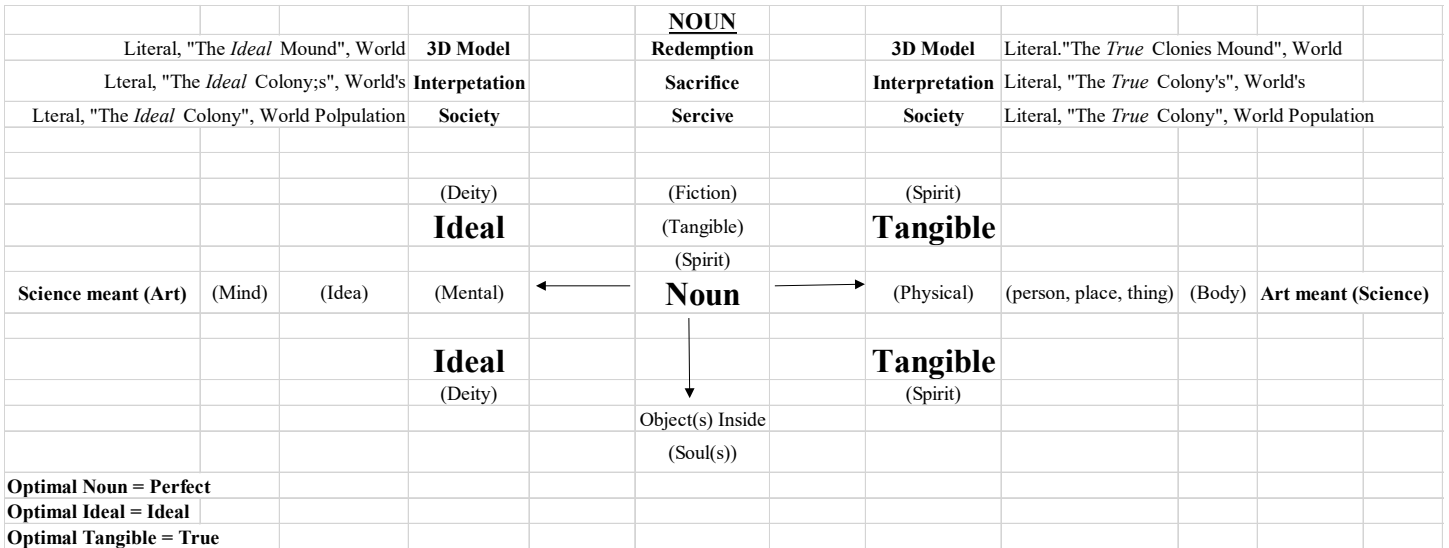 NOUN
Literal, "The Ideal Mound", World 3D Model Redemption 3D Model Literal."The True Clonies Mound", World
Lteral, "The Ideal Colony;s", World's Interpetation Sacrifice Interpretation Literal, "The True Colony's", World's
Lteral, "The Ideal Colony", World Polpulation Society Sercive Society Literal, "The True Colony", World Population
(Deity) (Fiction) (Spirit)
Ideal (Tangible) Tangible
(Spirit)
Science meant (Art) (Mind) (Idea) (Mental) Noun (Physical) (person, place, thing) (Body) Art meant (Science)
Ideal Tangible
(Deity) (Spirit)
Object(s) Inside
(Soul(s))
Optimal Noun = Perfect
Optimal Ideal = Ideal
Optimal Tangible = True